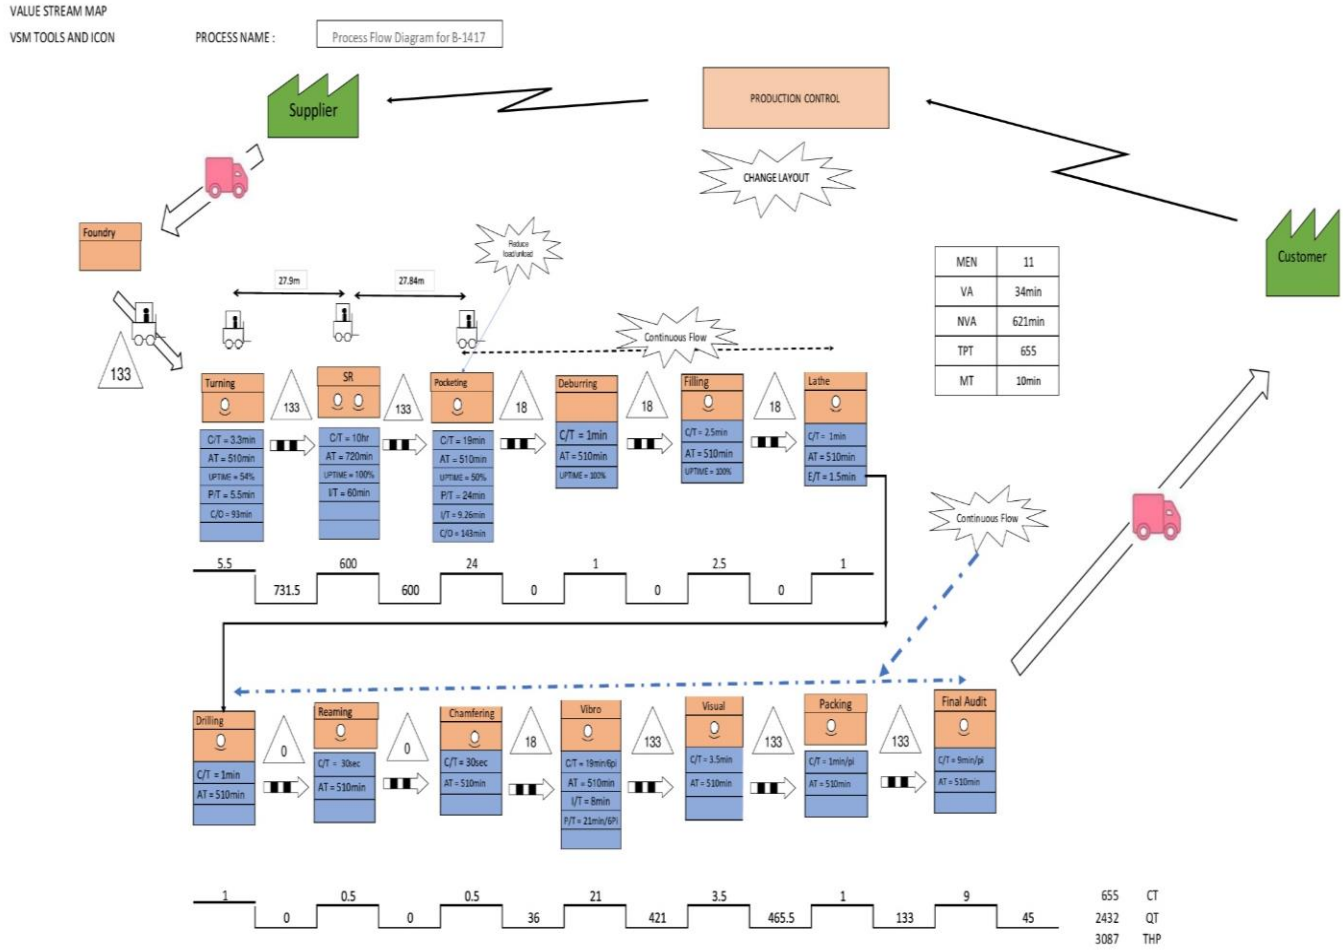 VALUE STREAM MAP
VSM TOOLS AND ICON
PROCESS NAME :
Process Flow Diagram for B-1417
Supplier
PRODUCTION CONTROL
CHANGE LAYOUT
Customer
Foundry
Reduce
load/unload
27.9m
27.84m
133
Continuous Flow
MEN 11
VA 34min
NVA 621min
TPT 655
MT 10min
Turning
C/T = 3.3min
AT = 510min
UPTIME = 54%
P/T = 5.5min
C/O = 93min
133
SR
C/T = 10hr
AT = 720min
UPTIME = 100%
I/T = 60min
133
Pocketing
C/T = 19min
AT = 510min
UPTIME = 50%
P/T = 24min
I/T = 9.26min
C/O = 143min
18
Deburring
C/T = 1min
AT = 510min
UPTIME = 100%
18
Filling
C/T = 2.5min
AT = 510min
UPTIME = 100%
18
Lathe
C/T = 1min
AT = 510min
E/T = 1.5min
Continuous Flow
5.5 600 24 1 2.5 1
731.5 600 0 0 0
Drilling
C/T = 1min
AT = 510min
0
Reaming
C/T = 30sec
AT = 510min
0
Chamfering
C/T = 30sec
AT = 510min
18
Vibro
C/T = 19min/6pi
AT = 510min
I/T = 8min
P/T = 21min/6Pi
133
Visual
C/T = 3.5min
AT = 510min
133
Packing
C/T = 1min/pi
AT = 510min
133
Final Audit
C/T = 9min/pi
AT = 510min
1 0.5 0.5 21 3.5 1 9
0 0 36 421 465.5 133 45
655 CT
2432 QT
3087 THP